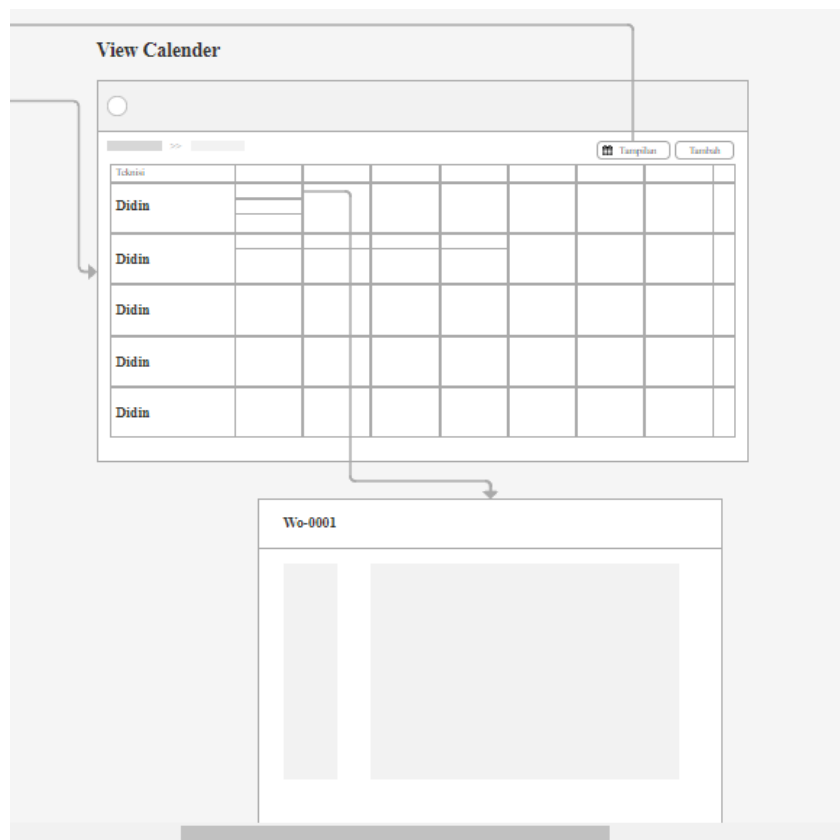 View Calender
>>
Tampilan
Tambah
Teknisi
Didin
Didin
Didin
Didin
Didin
Wo-0001